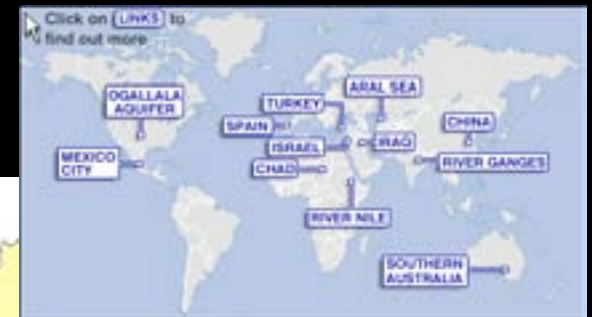 Click on LINKS to
find out more
OGALLALA
AQUIFER
ARAL SEA
TURKEY
SPAIN
CHINA
ISRAEL
IRAQ
MEXICO
CITY
CHAD
RIVER GANGES
RIVER NILE
SOUTHERN
AUSTRALIA